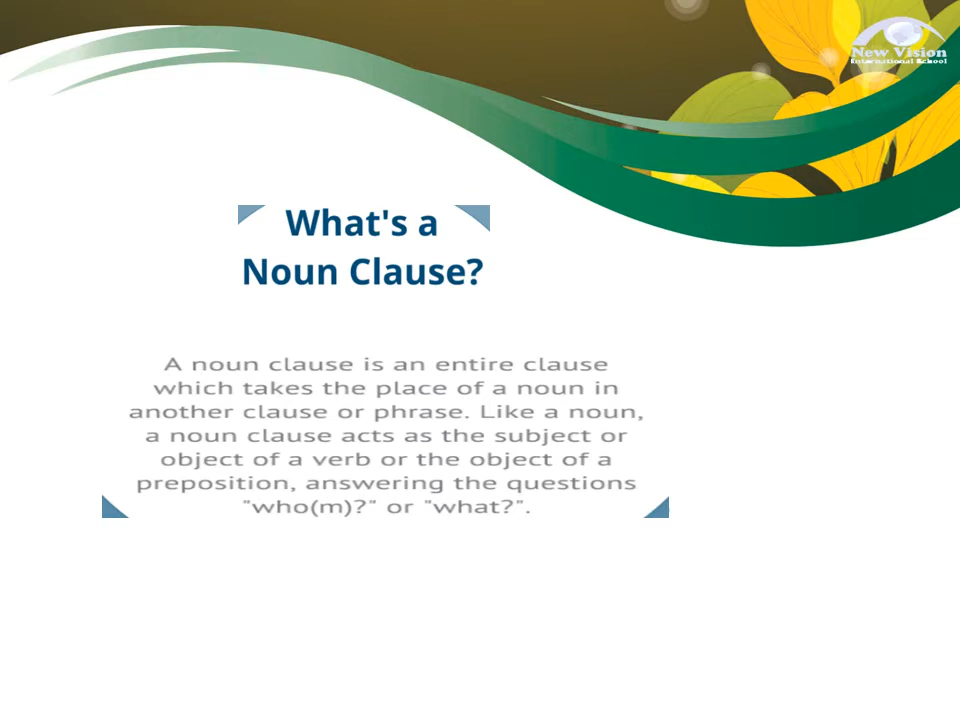 New Vision
International School
What's a
Noun Clause?
A noun clause is an entire clause
which takes the place of a noun in
another clause or phrase. Like a noun,
a noun clause acts as the subject or
object of a verb or the object of a
preposition, answering the questions
"who(m)?" or "what?".